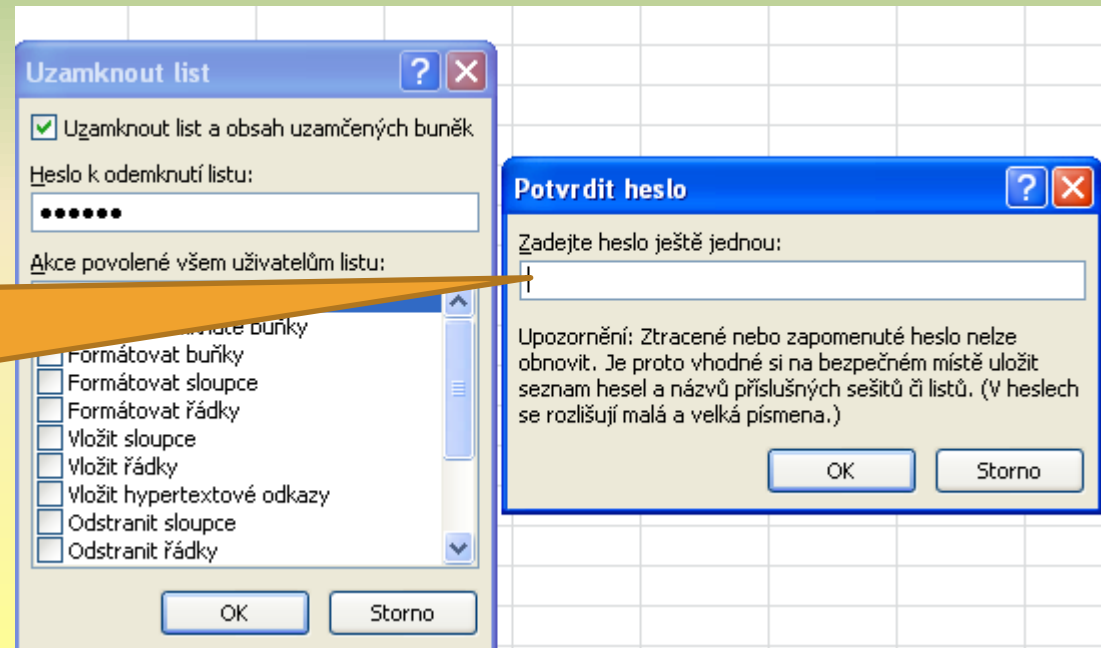 Uzamknout list
Uzamknout list a obsah uzamčených buněk
Heslo k odemknutí listu:
••••••
Akce povolené všem uživatelům listu:
buňky
Formátovat buňky
Formátovat sloupce
Formátovat řádky
Vložit sloupce
Vložit řádky
Vložit hypertextové odkazy
Odstranit sloupce
Odstranit řádky
OK
Storno
Potvrdit heslo
Zadejte heslo ještě jednou:
Upozornění: Ztracené nebo zapomenuté heslo nelze
obnovit. Je proto vhodné si na bezpečném místě uložit
seznam hesel a názvů příslušných sešitů či listů. (V heslech
se rozlišují malá a velká písmena.)
OK
Storno